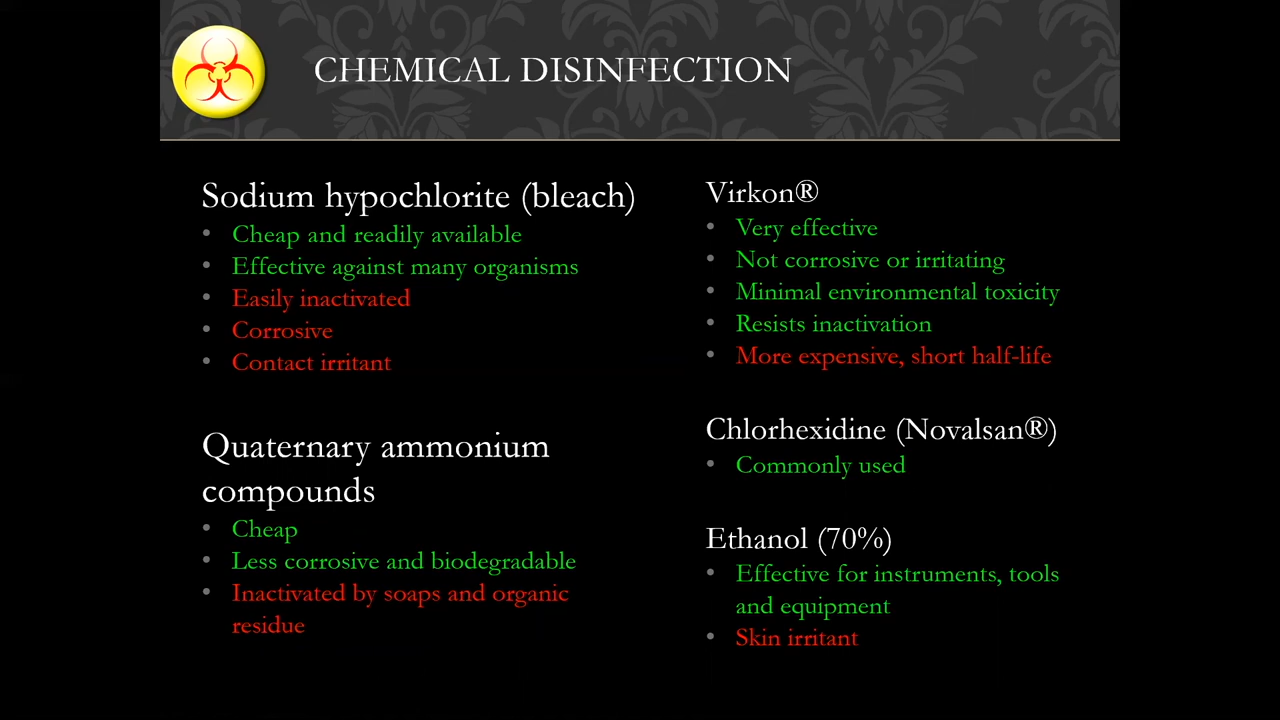 CHEMICAL DISINFECTION
Sodium hypochlorite (bleach)
• Cheap and readily available
• Effective against many organisms
• Easily inactivated
• Corrosive
• Contact irritant
Quaternary ammonium
compounds
• Cheap
• Less corrosive and biodegradable
• Inactivated by soaps and organic
residue
Virkon®
• Very effective
• Not corrosive or irritating
• Minimal environmental toxicity
• Resists inactivation
• More expensive, short half-life
Chlorhexidine (Novalsan®)
• Commonly used
Ethanol (70%)
• Effective for instruments, tools
and equipment
• Skin irritant